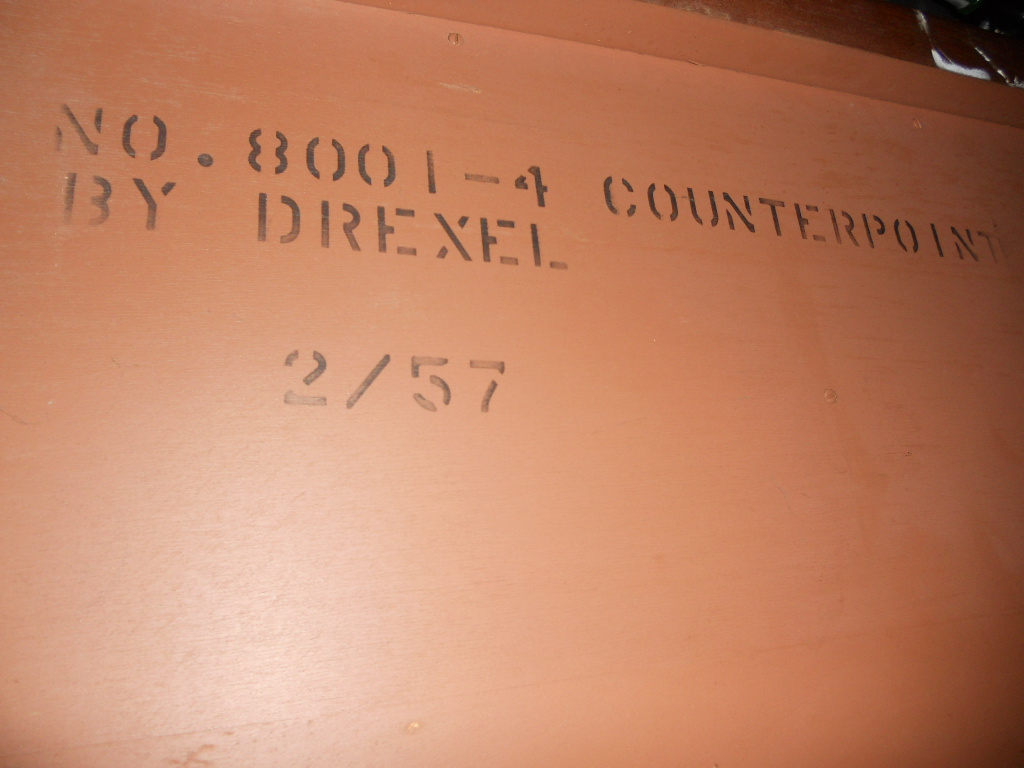 NO. 8001-4 COUNTERPOINT
BY DREXEL
2/57